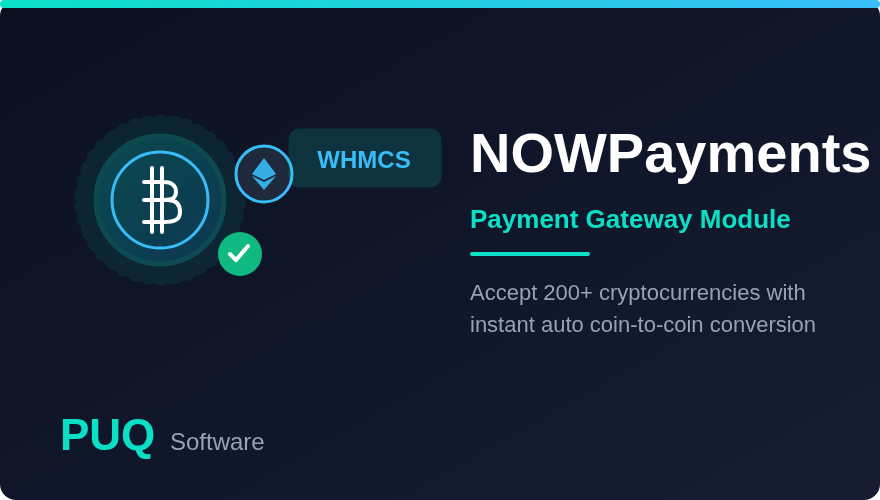 WHMCS
NOWPayments
Payment Gateway Module
Accept 200+ cryptocurrencies with
instant auto coin-to-coin conversion
PUQ Software